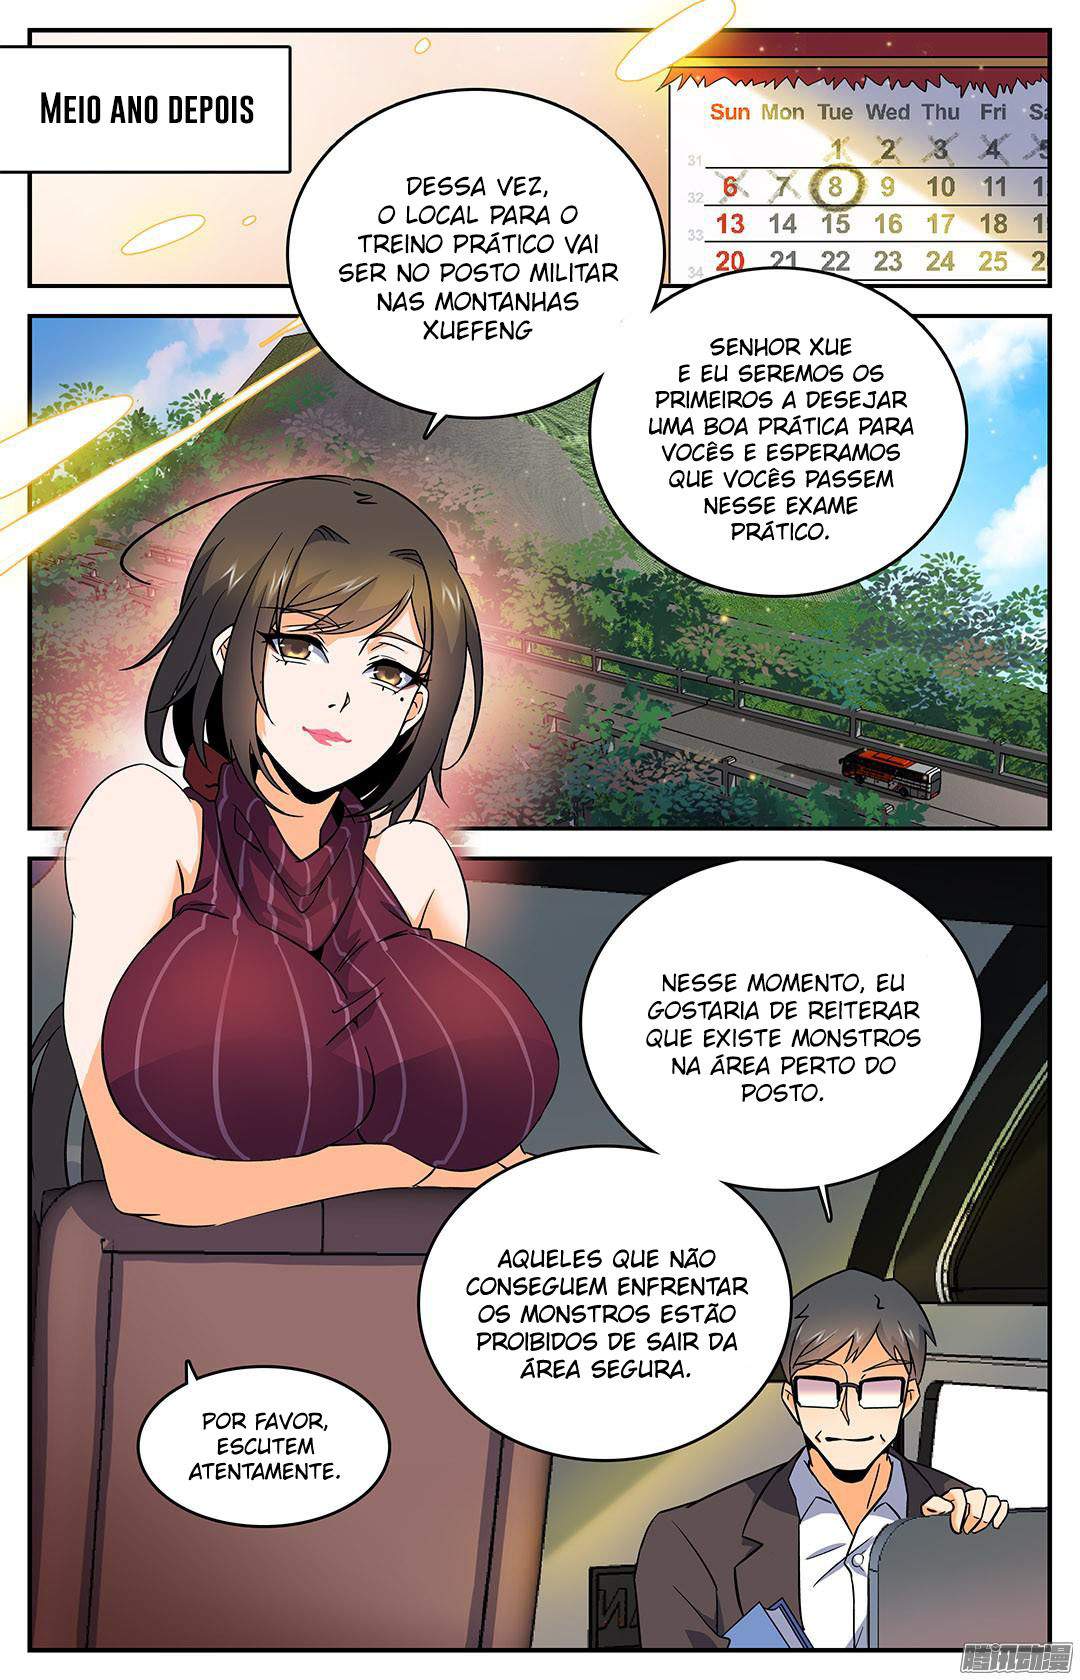 MEIO ANO DEPOIS
Sun Mon Tue Wed Thu Fri Sa
31 1 2 3 4 5
32 6 7 8 9 10 11 1
33 13 14 15 16 17 18 1
34 20 21 22 23 24 25 2
DESSA VEZ,
O LOCAL PARA O
TREINO PRÁTICO VAI
SER NO POSTO MILITAR
NAS MONTANHAS
XUEFENG
SENHOR XUE
E EU SEREMOS OS
PRIMEIROS A DESEJAR
UMA BOA PRÁTICA PARA
VOCÊS E ESPERAMOS
QUE VOCÊS PASSEM
NESSE EXAME
PRÁTICO.
NESSE MOMENTO, EU
GOSTARIA DE REITERAR
QUE EXISTE MONSTROS
NA ÁREA PERTO DO
POSTO.
AQUELES QUE NÃO
CONSEGUEM ENFRENTAR
OS MONSTROS ESTÃO
PROIBIDOS DE SAIR DA
ÁREA SEGURA.
POR FAVOR,
ESCUTEM
ATENTAMENTE.
腾讯动漫